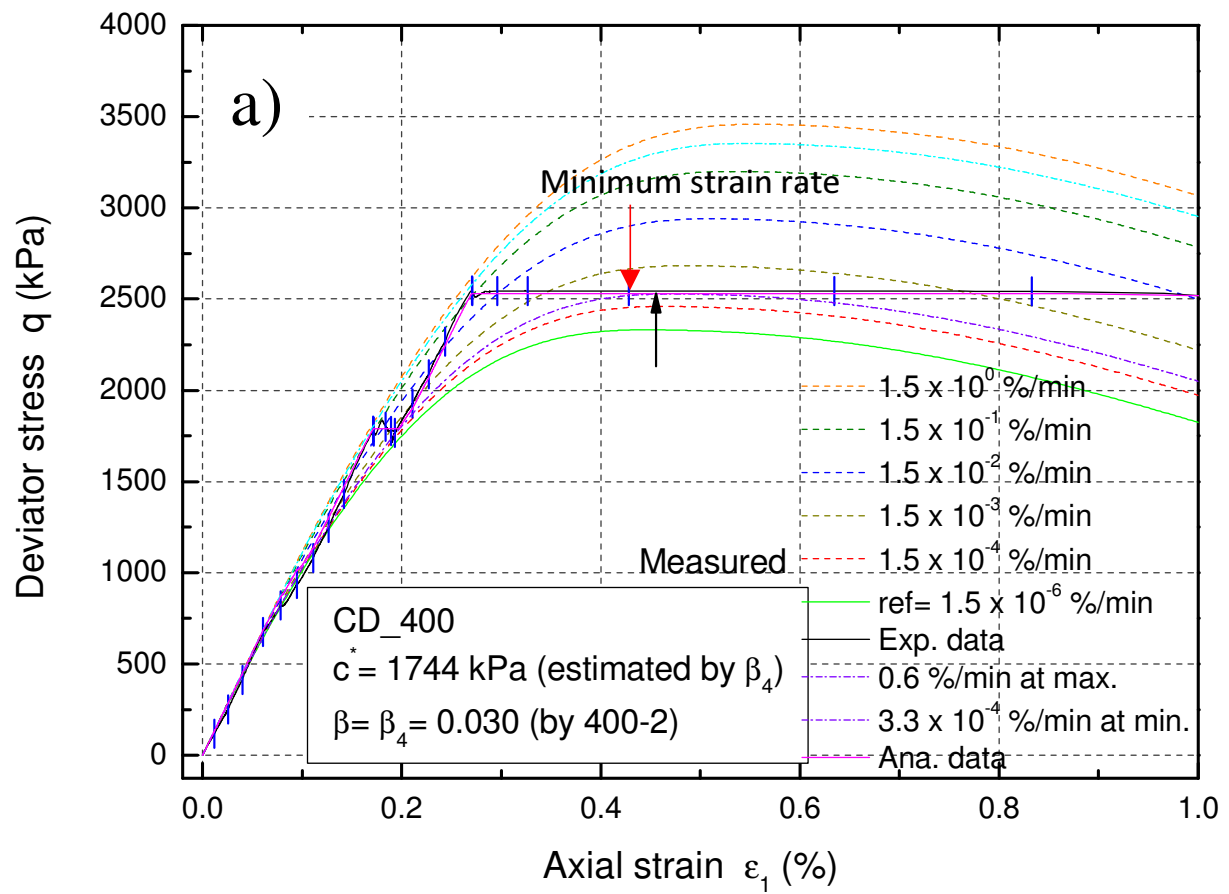 a)
4000
3500
3000
2500
2000
1500
1000
500
0
Deviator stress q (kPa)
Minimum strain rate
1.5 x 10⁰ %/min
1.5 x 10⁻¹ %/min
1.5 x 10⁻² %/min
1.5 x 10⁻³ %/min
1.5 x 10⁻⁴ %/min
Measured
ref= 1.5 x 10⁻⁶ %/min
Exp. data
0.6 %/min at max.
3.3 x 10⁻⁴ %/min at min.
Ana. data
CD_400
c*= 1744 kPa (estimated by β₄)
β= β₄= 0.030 (by 400-2)
0.0 0.2 0.4 0.6 0.8 1.0
Axial strain ε₁ (%)